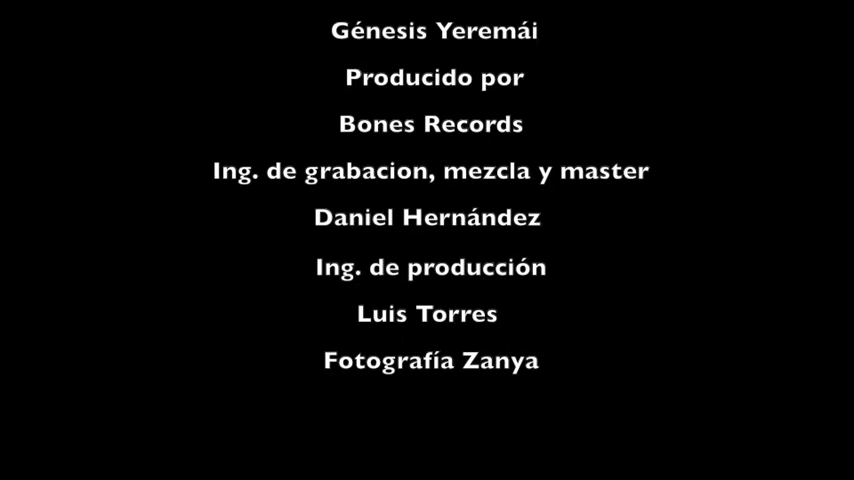 Génesis Yeremái
Producido por
Bones Records
Ing. de grabacion, mezcla y master
Daniel Hernández
Ing. de producción
Luis Torres
Fotografía Zanya